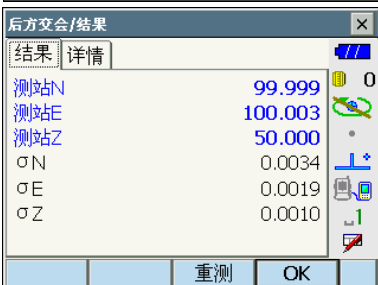 后方交会/结果
结果 详情
测站N 99.999
测站E 100.003
测站Z 50.000
σN 0.0034
σE 0.0019
σZ 0.0010
0
1
重测 OK